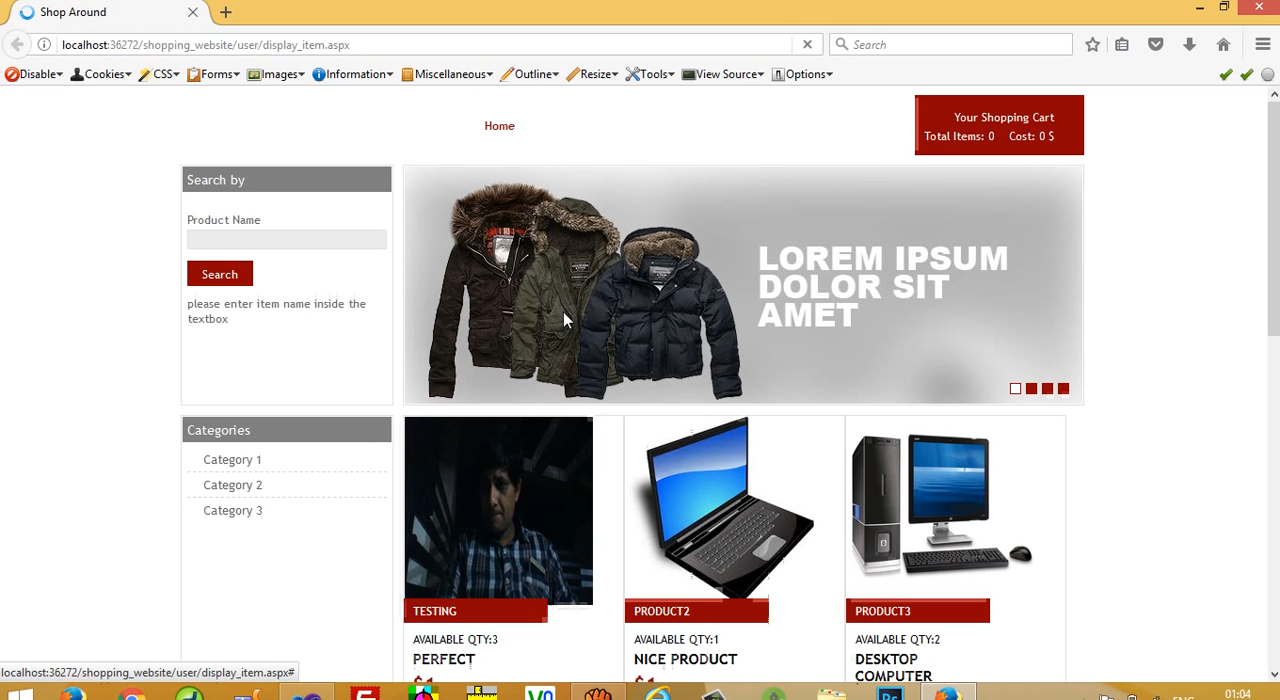 Shop Around
localhost:36272/shopping_website/user/display_item.aspx
Search
Disable Cookies CSS Forms Images Information Miscellaneous Outline Resize Tools View Source Options
Home
Your Shopping Cart
Total Items: 0 Cost: 0 $
Search by
Product Name
Search
please enter item name inside the
textbox
LOREM IPSUM
DOLOR SIT
AMET
Categories
Category 1
Category 2
Category 3
TESTING
AVAILABLE QTY:3
PERFECT
PRODUCT2
AVAILABLE QTY:1
NICE PRODUCT
PRODUCT3
AVAILABLE QTY:2
DESKTOP
COMPUTER
localhost:36272/shopping_website/user/display_item.aspx#
Ps
01:04